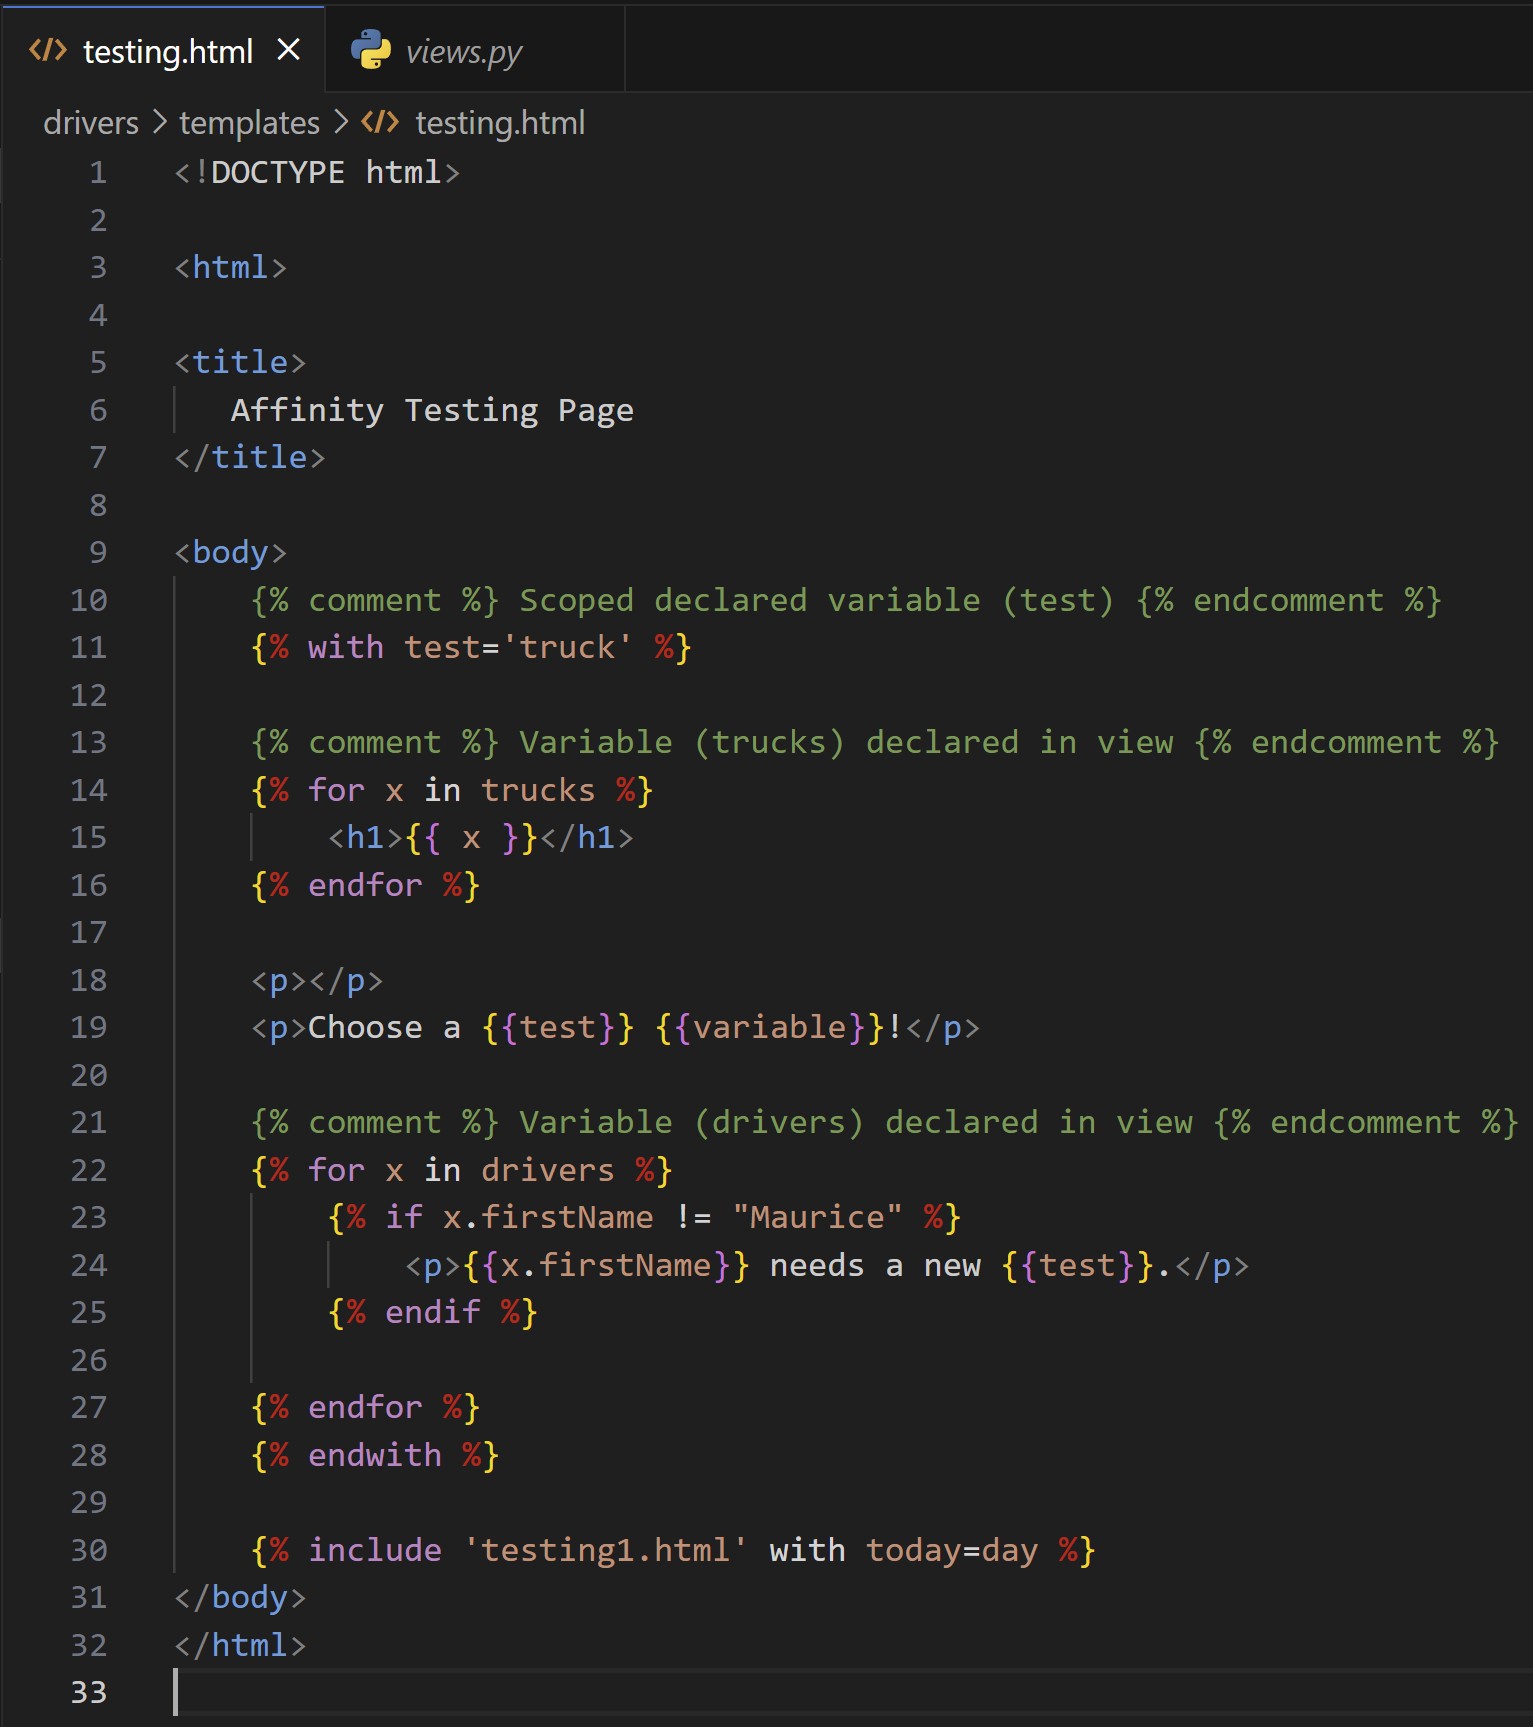 testing.html ×  views.py
drivers > templates > testing.html
1 <!DOCTYPE html>
2
3 <html>
4
5 <title>
6    Affinity Testing Page
7 </title>
8
9 <body>
10     {% comment %} Scoped declared variable (test) {% endcomment %}
11     {% with test='truck' %}
12
13     {% comment %} Variable (trucks) declared in view {% endcomment %}
14     {% for x in trucks %}
15         <h1>{{ x }}</h1>
16     {% endfor %}
17
18     <p></p>
19     <p>Choose a {{test}} {{variable}}!</p>
20
21     {% comment %} Variable (drivers) declared in view {% endcomment %}
22     {% for x in drivers %}
23         {% if x.firstName != "Maurice" %}
24             <p>{{x.firstName}} needs a new {{test}}.</p>
25         {% endif %}
26
27     {% endfor %}
28     {% endwith %}
29
30     {% include 'testing1.html' with today=day %}
31 </body>
32 </html>
33